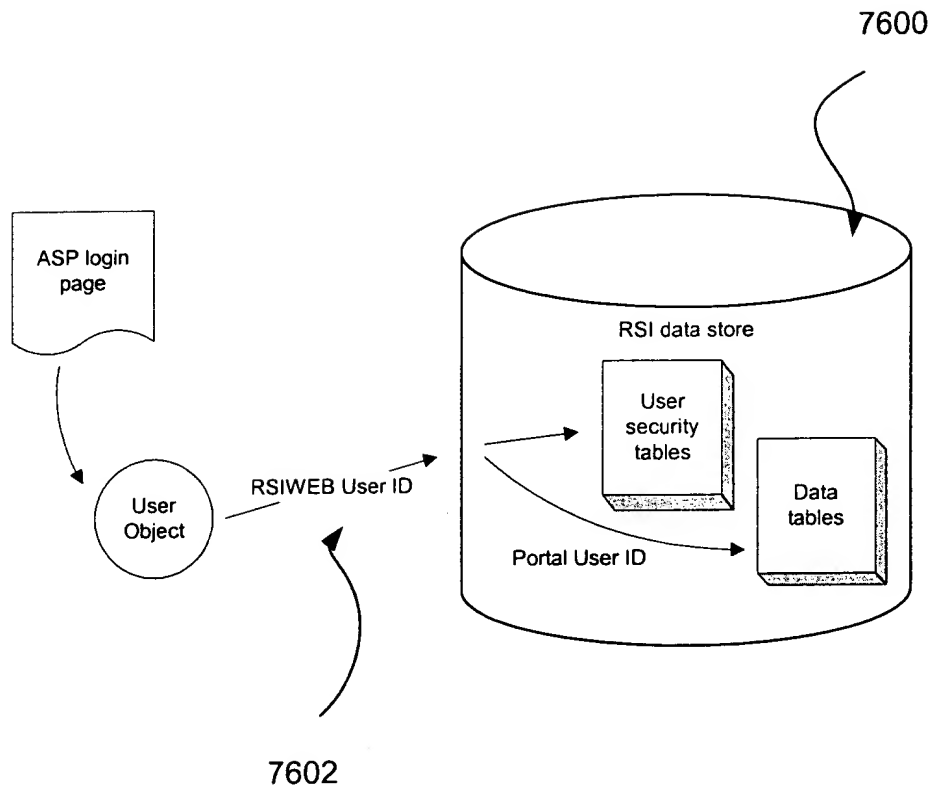 7600
ASP login
page
RSI data store
User
security
tables
RSIWEB User ID
User
Object
Data
tables
Portal User ID
7602